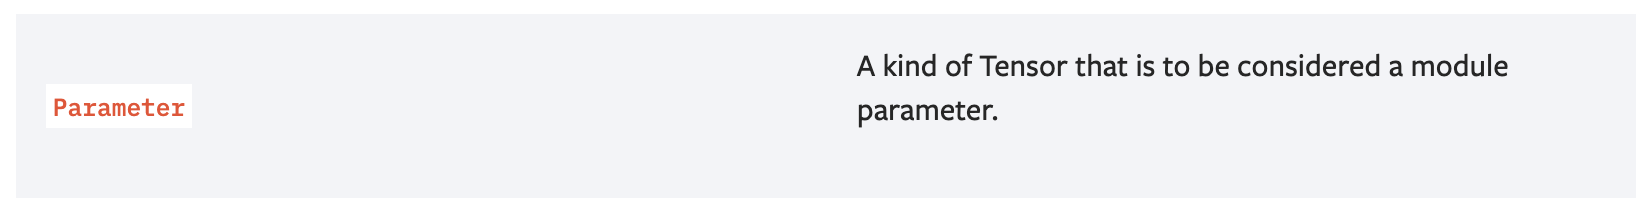 Parameter
A kind of Tensor that is to be considered a module
parameter.